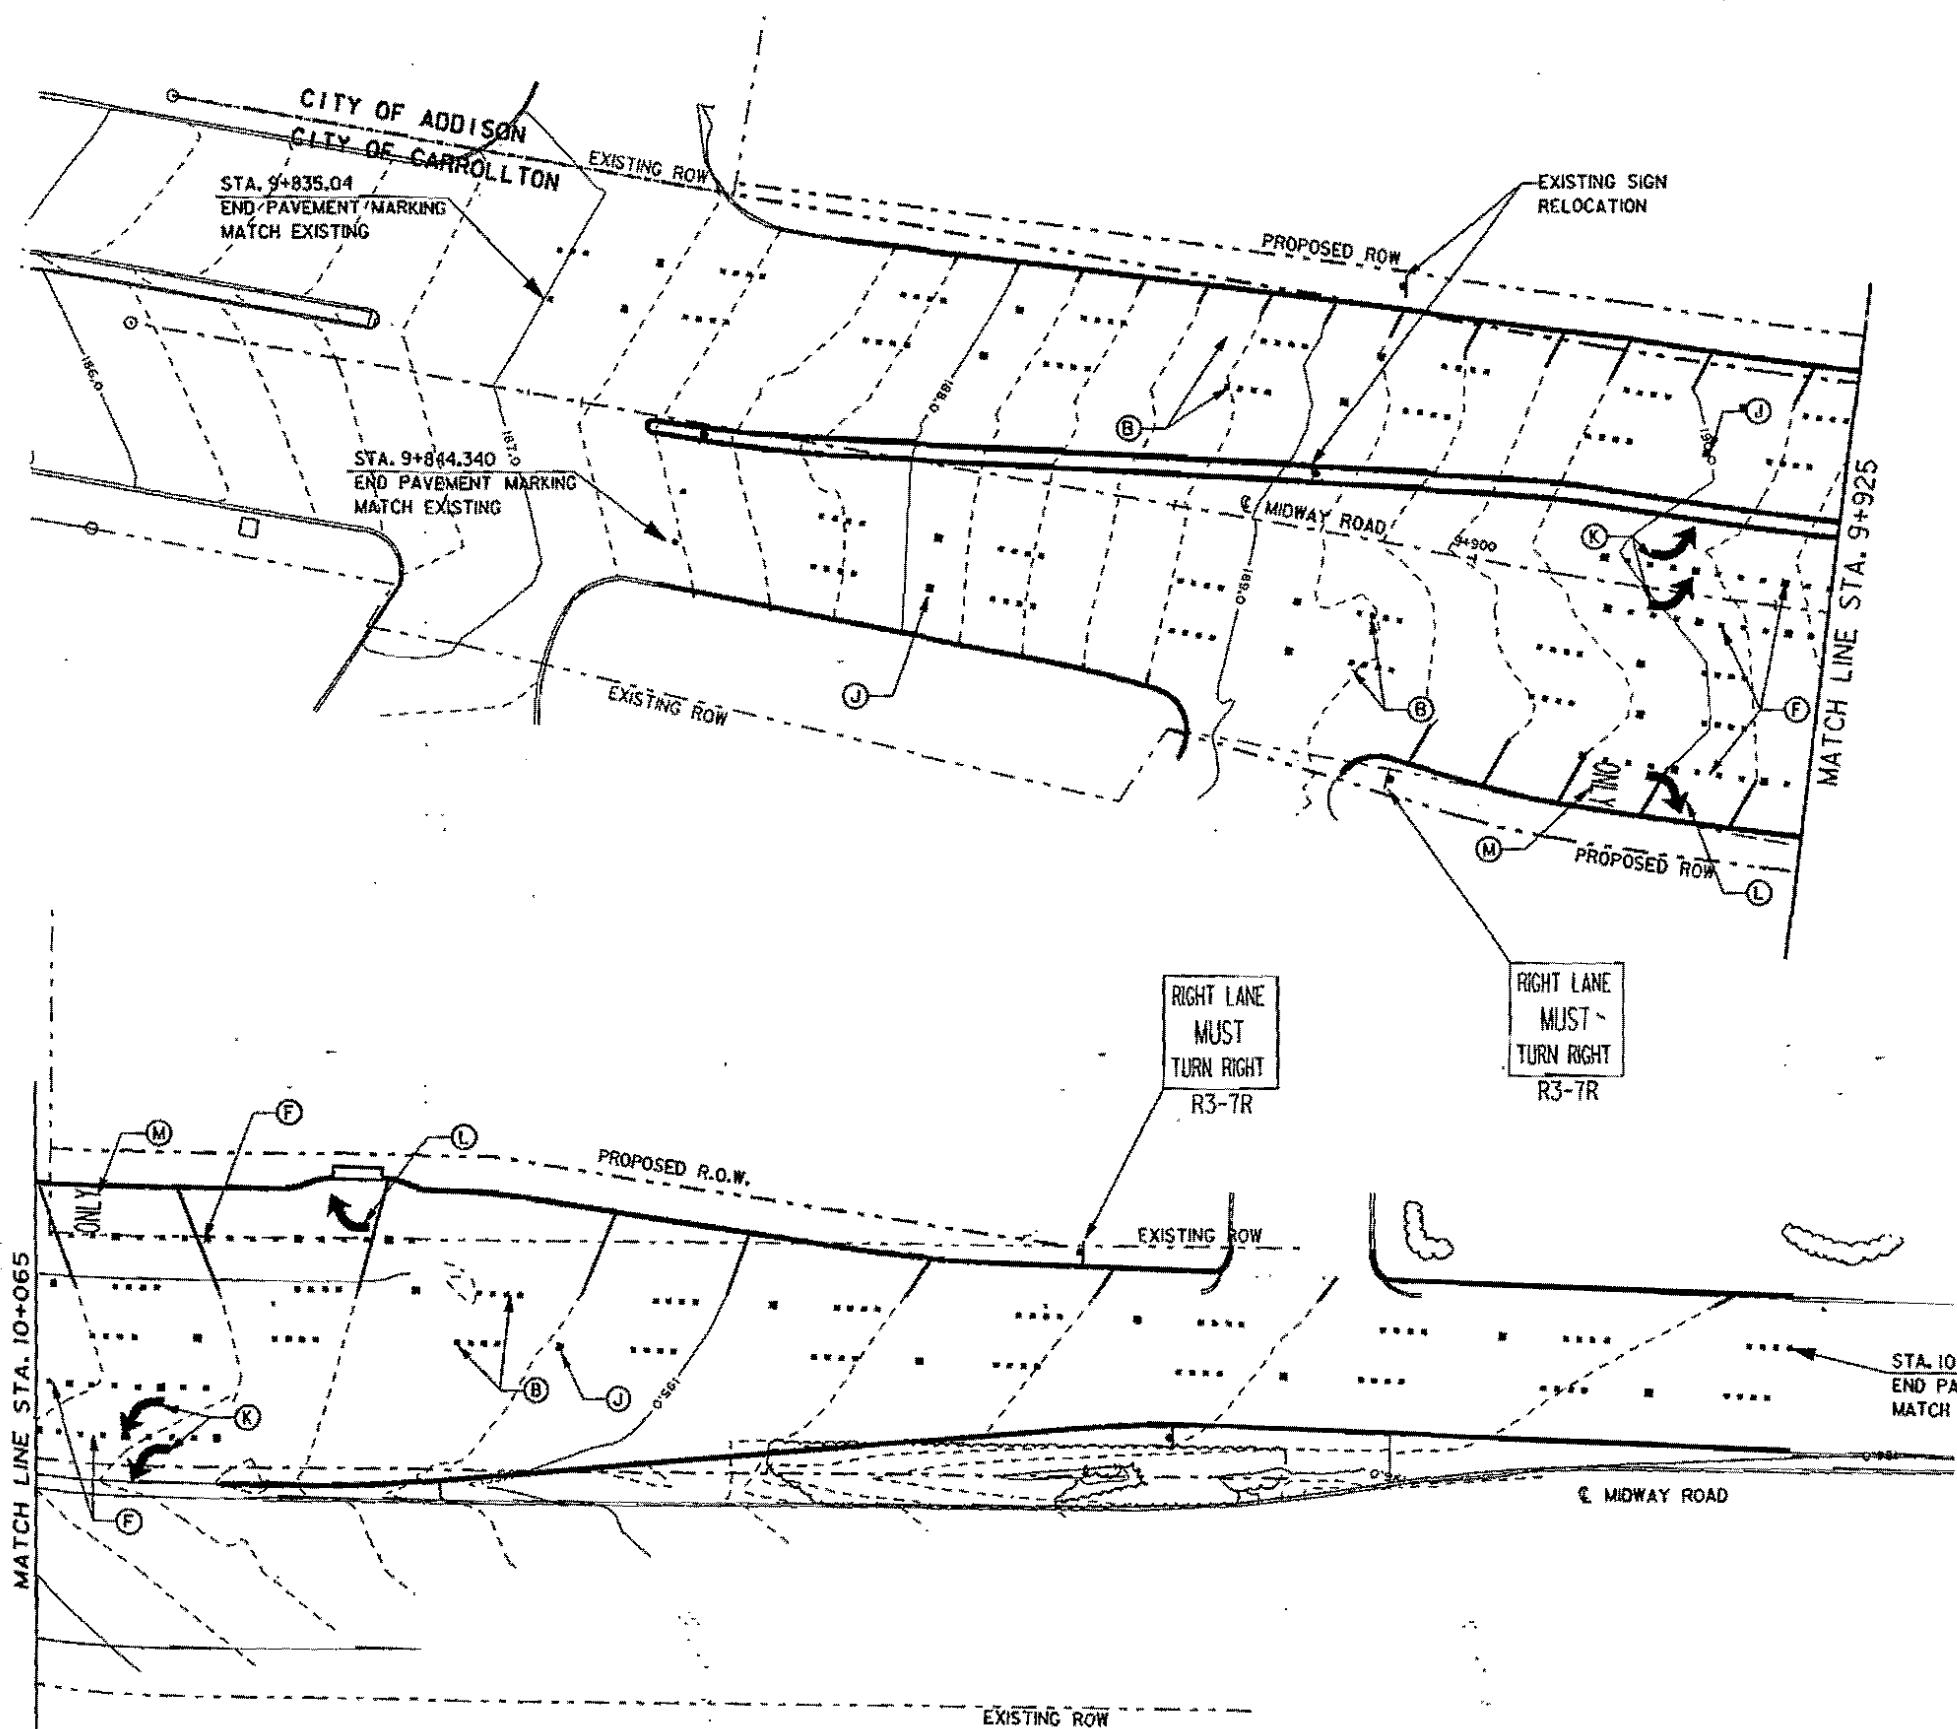 CITY OF ADDISON
CITY OF CARROLLTON
EXISTING ROW
STA. 9+835.04
END PAVEMENT MARKING
MATCH EXISTING
EXISTING SIGN
RELOCATION
PROPOSED ROW
186.0
187.0
188.0
B
J
190.0
STA. 9+844.340
END PAVEMENT MARKING
MATCH EXISTING
℄ MIDWAY ROAD
9+900
K
189.0
MATCH LINE STA. 9+925
J
EXISTING ROW
B
F
ONLY
M
PROPOSED ROW
L
RIGHT LANE
MUST
TURN RIGHT
R3-7R
RIGHT LANE
MUST
TURN RIGHT
R3-7R
M
F
L
PROPOSED R.O.W.
ONLY
EXISTING ROW
MATCH LINE STA. 10+065
B
J
195.0
K
F
STA. 10
END PA
MATCH
℄ MIDWAY ROAD
EXISTING ROW